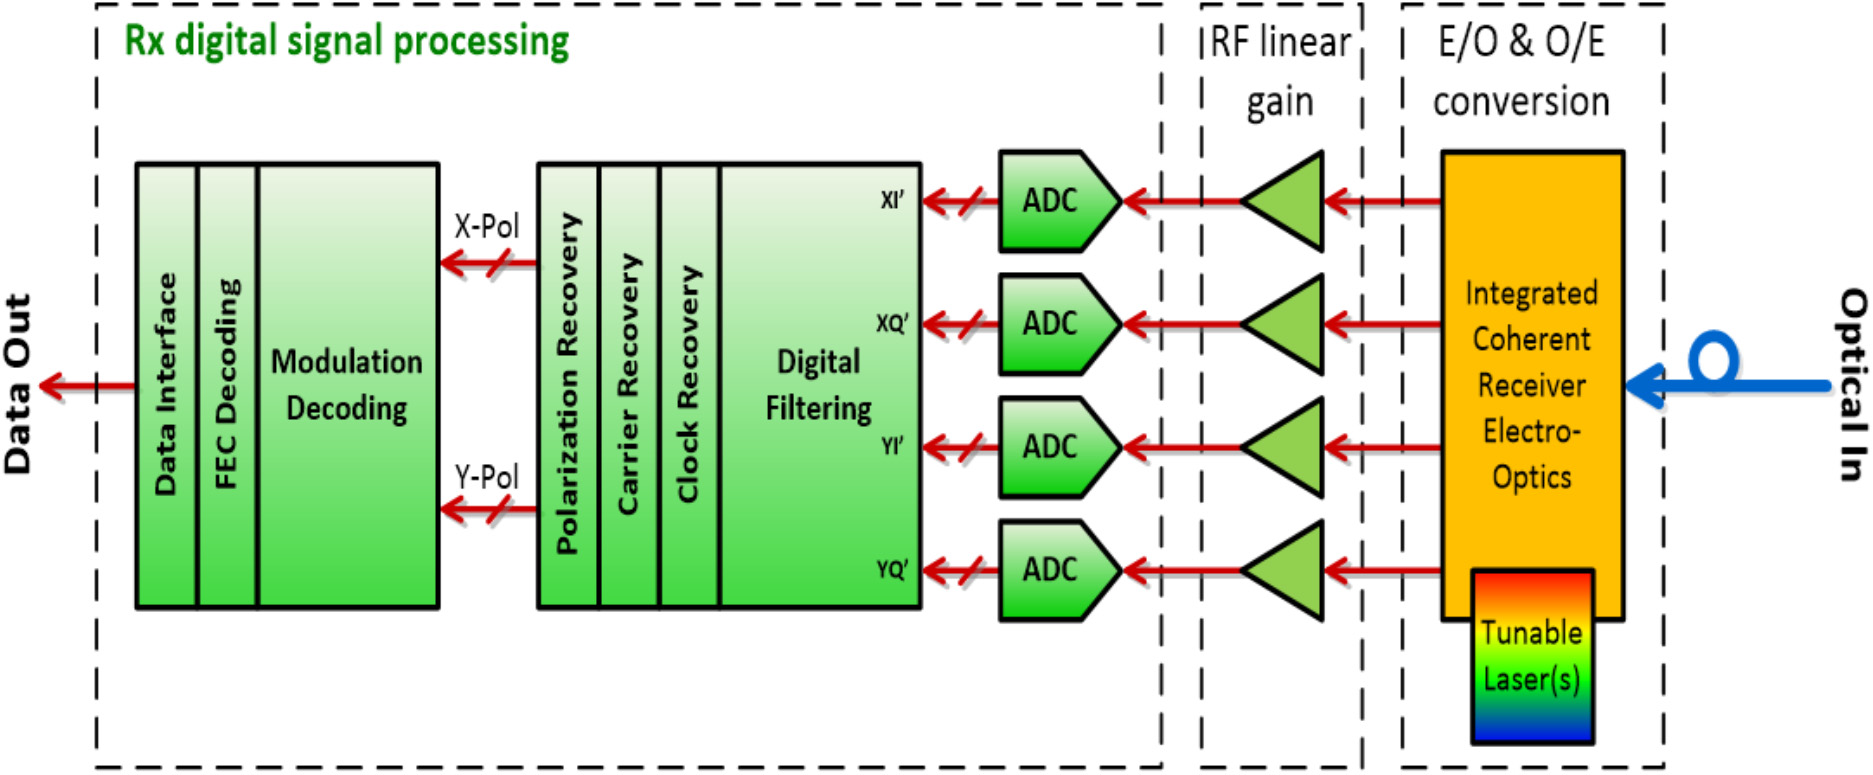 Rx digital signal processing
RF linear
gain
E/O & O/E
conversion
Data Out
Data Interface
FEC Decoding
Modulation
Decoding
X-Pol
Y-Pol
Polarization Recovery
Carrier Recovery
Clock Recovery
Digital
Filtering
XI'
XQ'
YI'
YQ'
ADC
ADC
ADC
ADC
Integrated
Coherent
Receiver
Electro-
Optics
Tunable
Laser(s)
Optical In